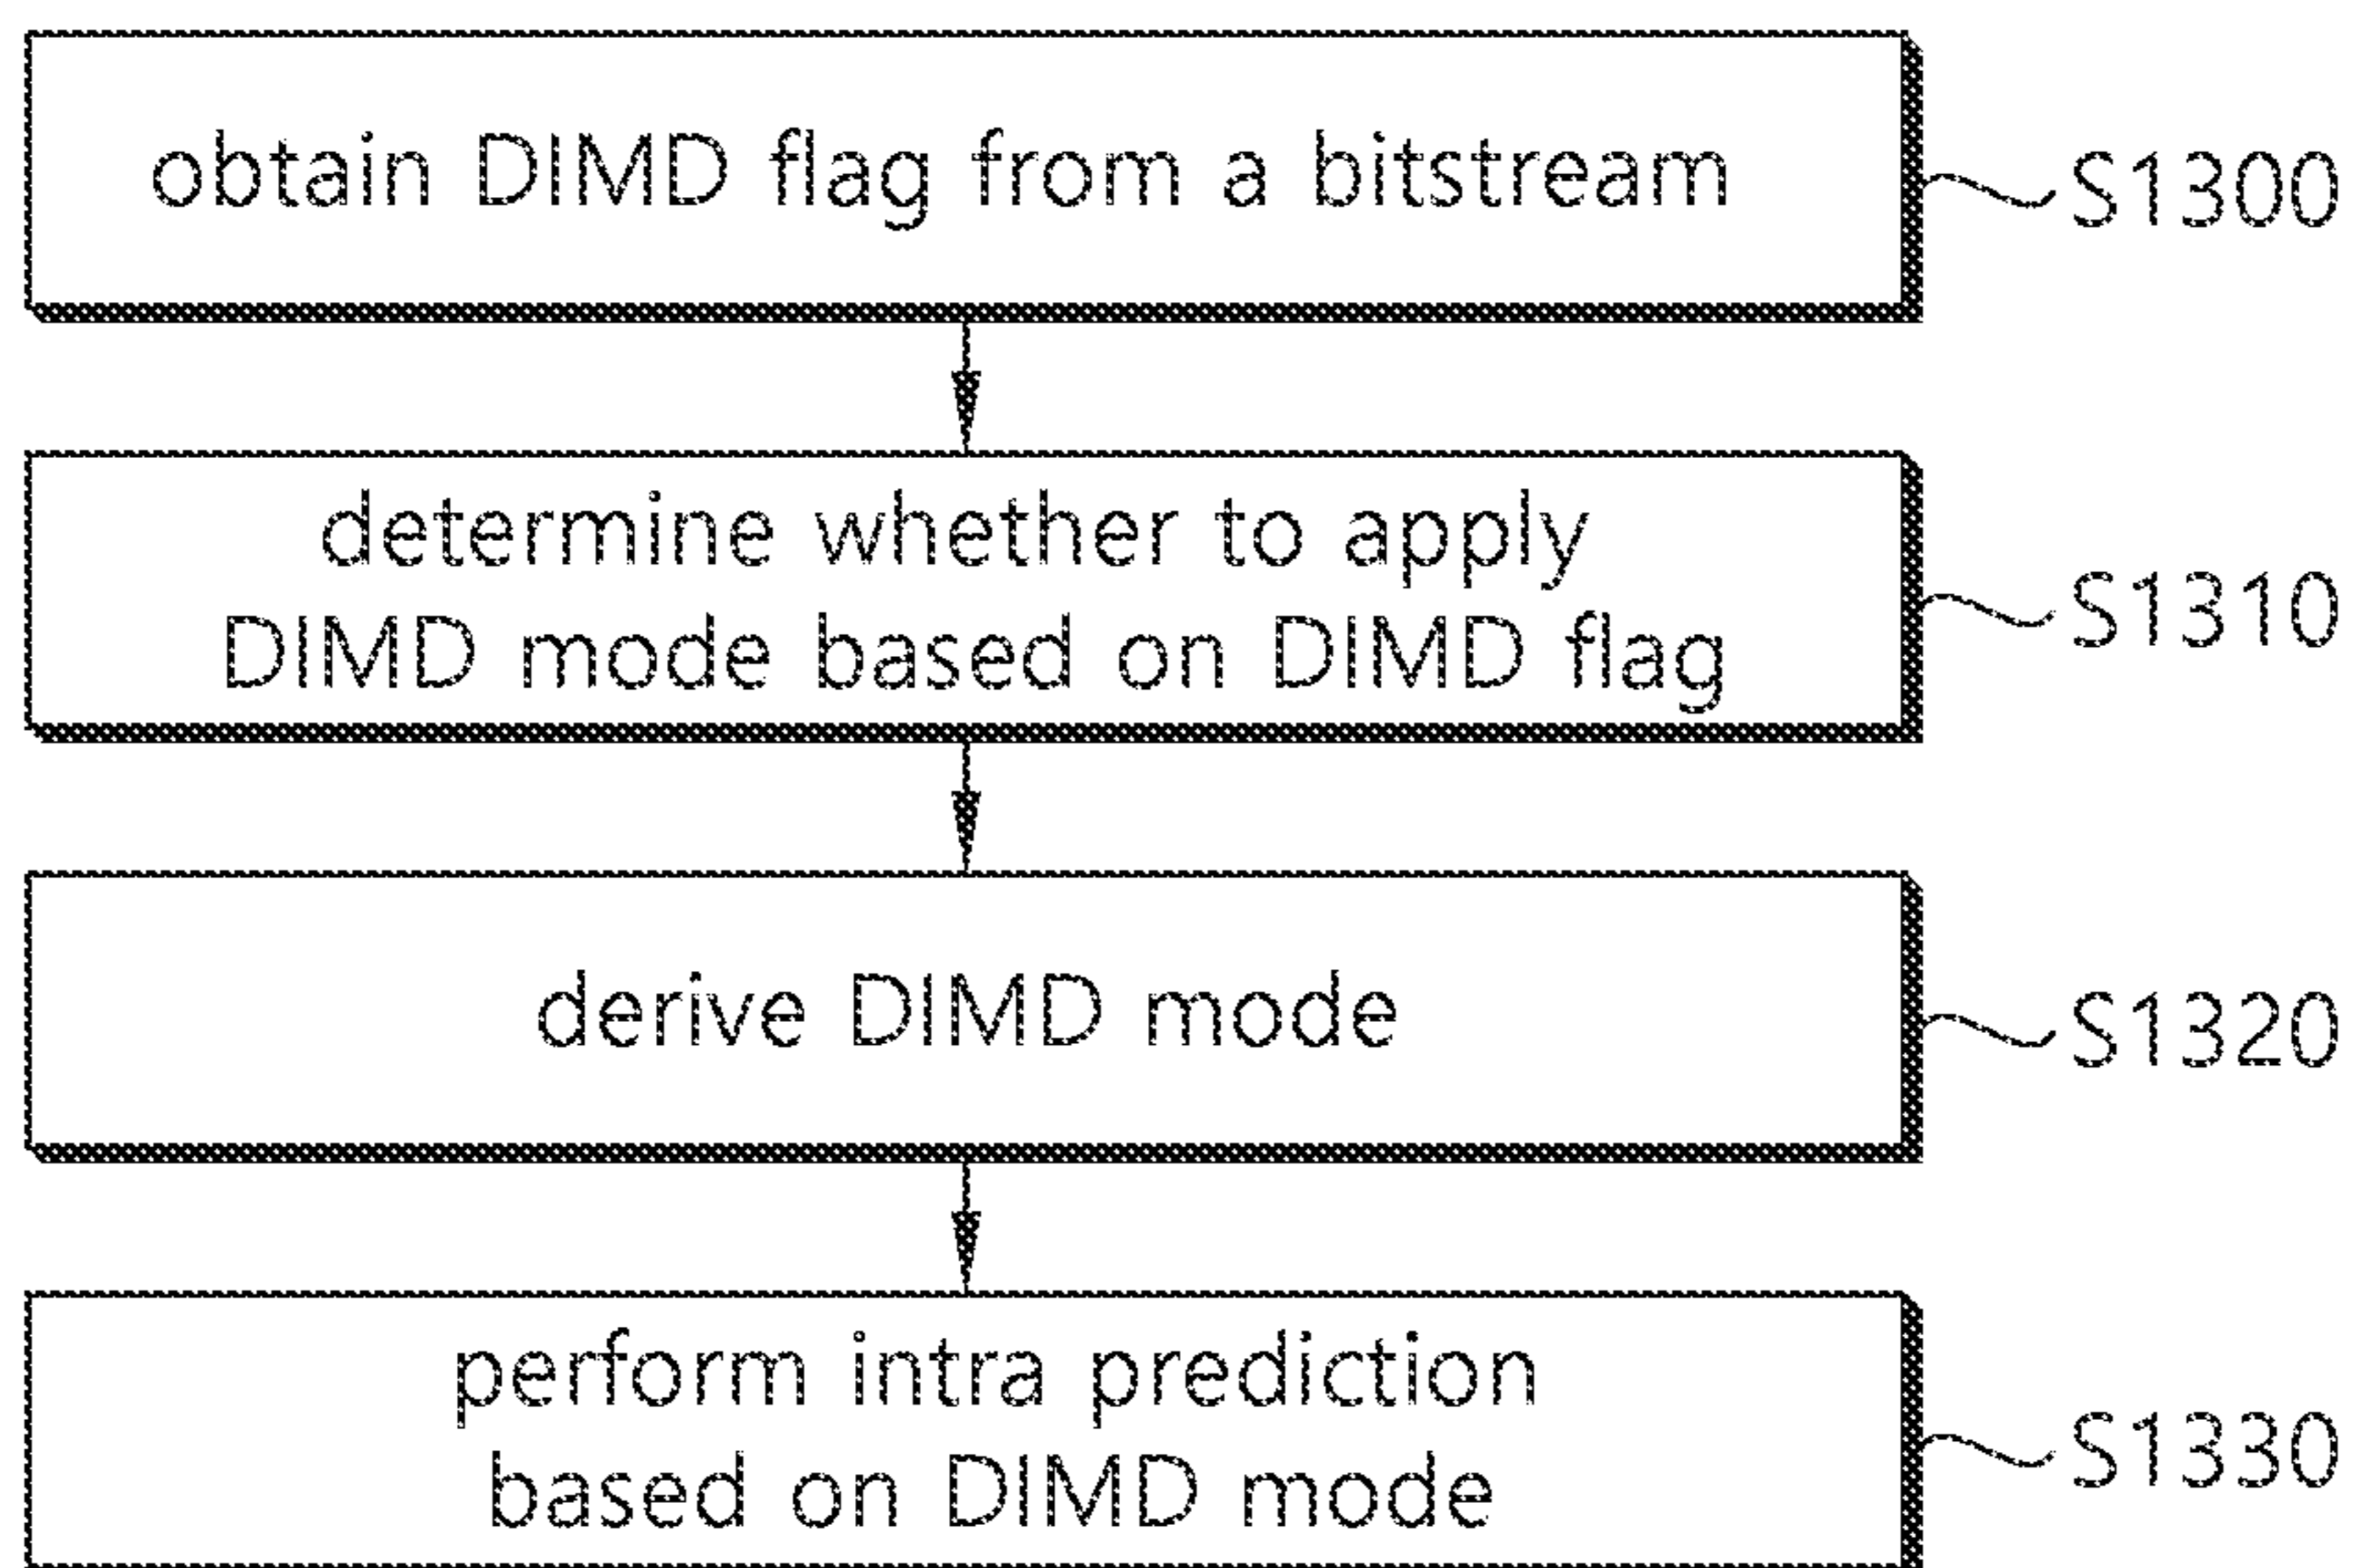 obtain DIMD flag from a bitstream
S1300
determine whether to apply
DIMD mode based on DIMD flag
S1310
derive DIMD mode
S1320
perform intra prediction
based on DIMD mode
S1330